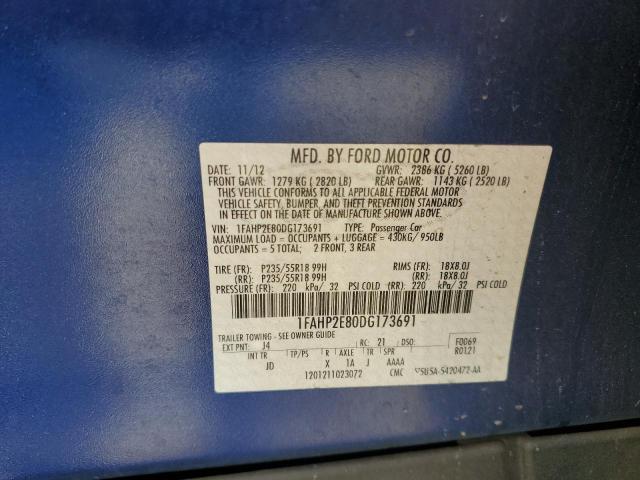 MFD. BY FORD MOTOR CO.
DATE: 11/12 GVWR: 2386 KG ( 5260 LB)
FRONT GAWR: 1279 KG ( 2820 LB) REAR GAWR: 1143 KG ( 2520 LB)
THIS VEHICLE CONFORMS TO ALL APPLICABLE FEDERAL MOTOR
VEHICLE SAFETY, BUMPER, AND THEFT PREVENTION STANDARDS
IN EFFECT ON THE DATE OF MANUFACTURE SHOWN ABOVE.
VIN: 1FAHP2E80DG173691 TYPE: Passenger Car
MAXIMUM LOAD = OCCUPANTS + LUGGAGE = 430KG/ 950LB
OCCUPANTS = 5 TOTAL; 2 FRONT, 3 REAR
TIRE (FR): P235/55R18 99H RIMS (FR): 18X8.0J
(RR): P235/55R18 99H (RR): 18X8.0J
PRESSURE (FR): 220 kPa/ 32 PSI COLD (RR): 220 kPa/ 32 PSI COLD
1FAHP2E80DG173691
TRAILER TOWING - SEE OWNER GUIDE
EXT PNT: J4 RC: 21 DSO: F0069
INT TR TP/PS R AXLE TR SPR R0121
JD X 1A J AAAA
1201211023072 CMC 5U5A-5420472-AA